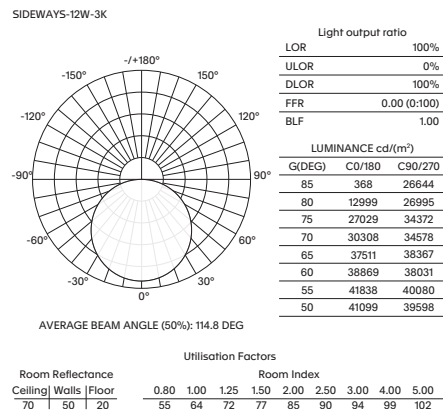 SIDEWAYS-12W-3K
-/+180°
-150° 150°
-120° 120°
-90° 90°
-60° 60°
-30° 30°
0°
AVERAGE BEAM ANGLE (50%): 114.8 DEG
Light output ratio
LOR 100%
ULOR 0%
DLOR 100%
FFR 0.00 (0:100)
BLF 1.00
LUMINANCE cd/(m²)
G(DEG) C0/180 C90/270
85 368 26644
80 12999 26995
75 27029 34372
70 30308 34578
65 37511 38367
60 38869 38031
55 41838 40080
50 41099 39598
Utilisation Factors
Room Reflectance Room Index
Ceiling Walls Floor 0.80 1.00 1.25 1.50 2.00 2.50 3.00 4.00 5.00
70 50 20 55 64 72 77 85 90 94 99 102